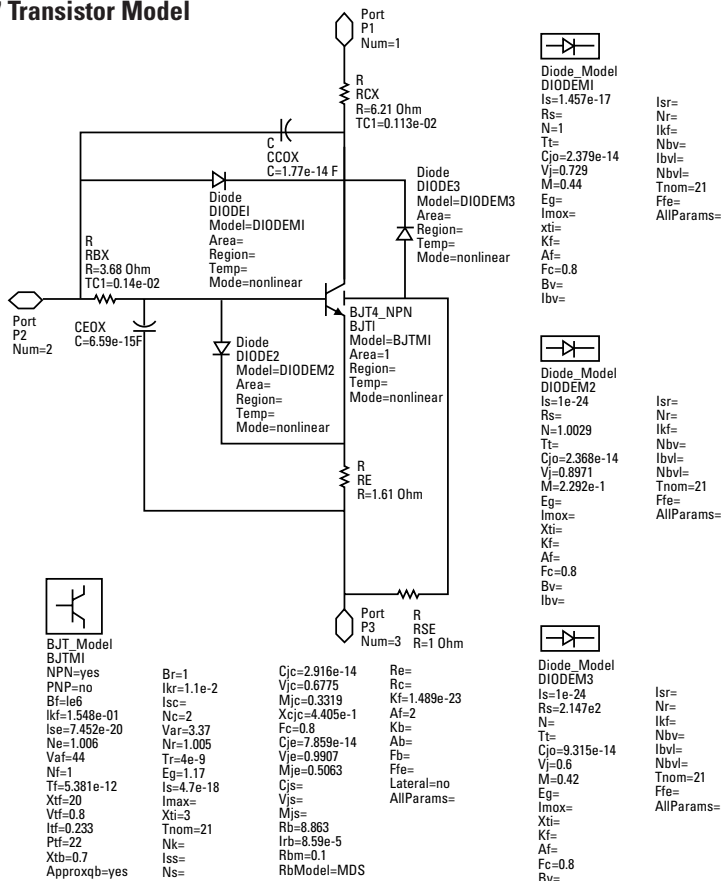 Transistor Model
Port
P1
Num=1
R
RCX
R=6.21 Ohm
TC1=0.113e-02
C
CCOX
C=1.77e-14 F
Diode
DIODEI
Model=DIODEMI
Area=
Region=
Temp=
Mode=nonlinear
Diode
DIODE3
Model=DIODEM3
Area=
Region=
Temp=
Mode=nonlinear
R
RBX
R=3.68 Ohm
TC1=0.14e-02
Port
P2
Num=2
CEOX
C=6.59e-15F
Diode
DIODE2
Model=DIODEM2
Area=
Region=
Temp=
Mode=nonlinear
BJT4_NPN
BJTI
Model=BJTMI
Area=1
Region=
Temp=
Mode=nonlinear
R
RE
R=1.61 Ohm
Port
P3
Num=3
R
RSE
R=1 Ohm
BJT_Model
BJTMI
NPN=yes
PNP=no
Bf=le6
Ikf=1.548e-01
Ise=7.452e-20
Ne=1.006
Vaf=44
Nf=1
Tf=5.381e-12
Xtf=20
Vtf=0.8
Itf=0.233
Ptf=22
Xtb=0.7
Approxqb=yes
Br=1
Ikr=1.1e-2
Isc=
Nc=2
Var=3.37
Nr=1.005
Tr=4e-9
Eg=1.17
Is=4.7e-18
Imax=
Xti=3
Tnom=21
Nk=
Iss=
Ns=
Cjc=2.916e-14
Vjc=0.6775
Mjc=0.3319
Xcjc=4.405e-1
Fc=0.8
Cje=7.859e-14
Vje=0.9907
Mje=0.5063
Cjs=
Vjs=
Mjs=
Rb=8.863
Irb=8.59e-5
Rbm=0.1
RbModel=MDS
Re=
Rc=
Kf=1.489e-23
Af=2
Kb=
Ab=
Fb=
Ffe=
Lateral=no
AllParams=
Diode_Model
DIODEMI
Is=1.457e-17
Rs=
N=1
Tt=
Cjo=2.379e-14
Vj=0.729
M=0.44
Eg=
Imox=
xti=
Kf=
Af=
Fc=0.8
Bv=
Ibv=
Isr=
Nr=
Ikf=
Nbv=
Ibvl=
Nbvl=
Tnom=21
Ffe=
AllParams=
Diode_Model
DIODEM2
Is=1e-24
Rs=
N=1.0029
Tt=
Cjo=2.368e-14
Vj=0.8971
M=2.292e-1
Eg=
Imox=
Xti=
Kf=
Af=
Fc=0.8
Bv=
Ibv=
Isr=
Nr=
Ikf=
Nbv=
Ibvl=
Nbvl=
Tnom=21
Ffe=
AllParams=
Diode_Model
DIODEM3
Is=1e-24
Rs=2.147e2
N=
Tt=
Cjo=9.315e-14
Vj=0.6
M=0.42
Eg=
Imox=
Xti=
Kf=
Af=
Fc=0.8
Bv=
Isr=
Nr=
Ikf=
Nbv=
Ibvl=
Nbvl=
Tnom=21
Ffe=
AllParams=